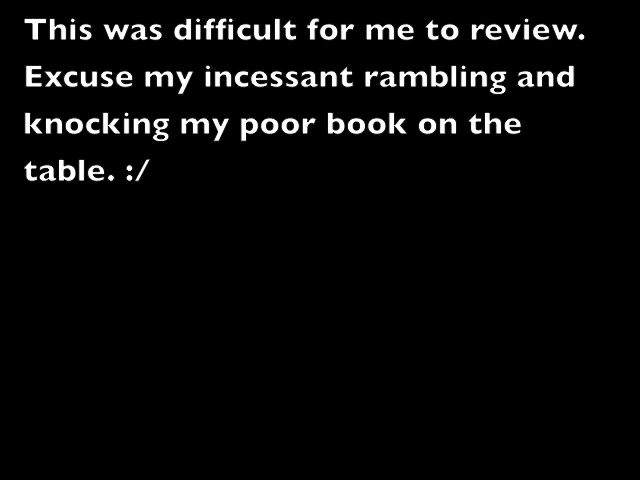 This was difficult for me to review.
Excuse my incessant rambling and
knocking my poor book on the
table. :/